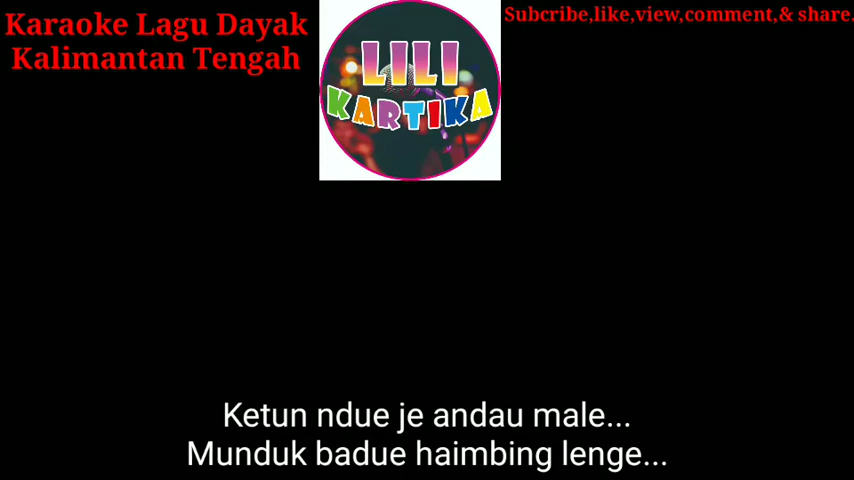 Karaoke Lagu Dayak
Kalimantan Tengah
LILI
KARTIKA
Subcribe,like,view,comment,& share.
Ketun ndue je andau male...
Munduk badue haimbing lenge...